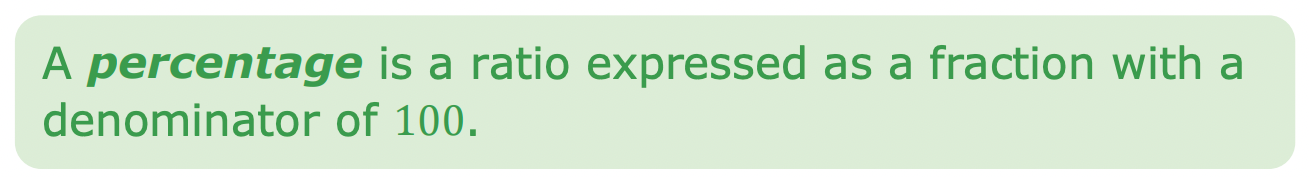 A percentage is a ratio expressed as a fraction with a
denominator of 100.